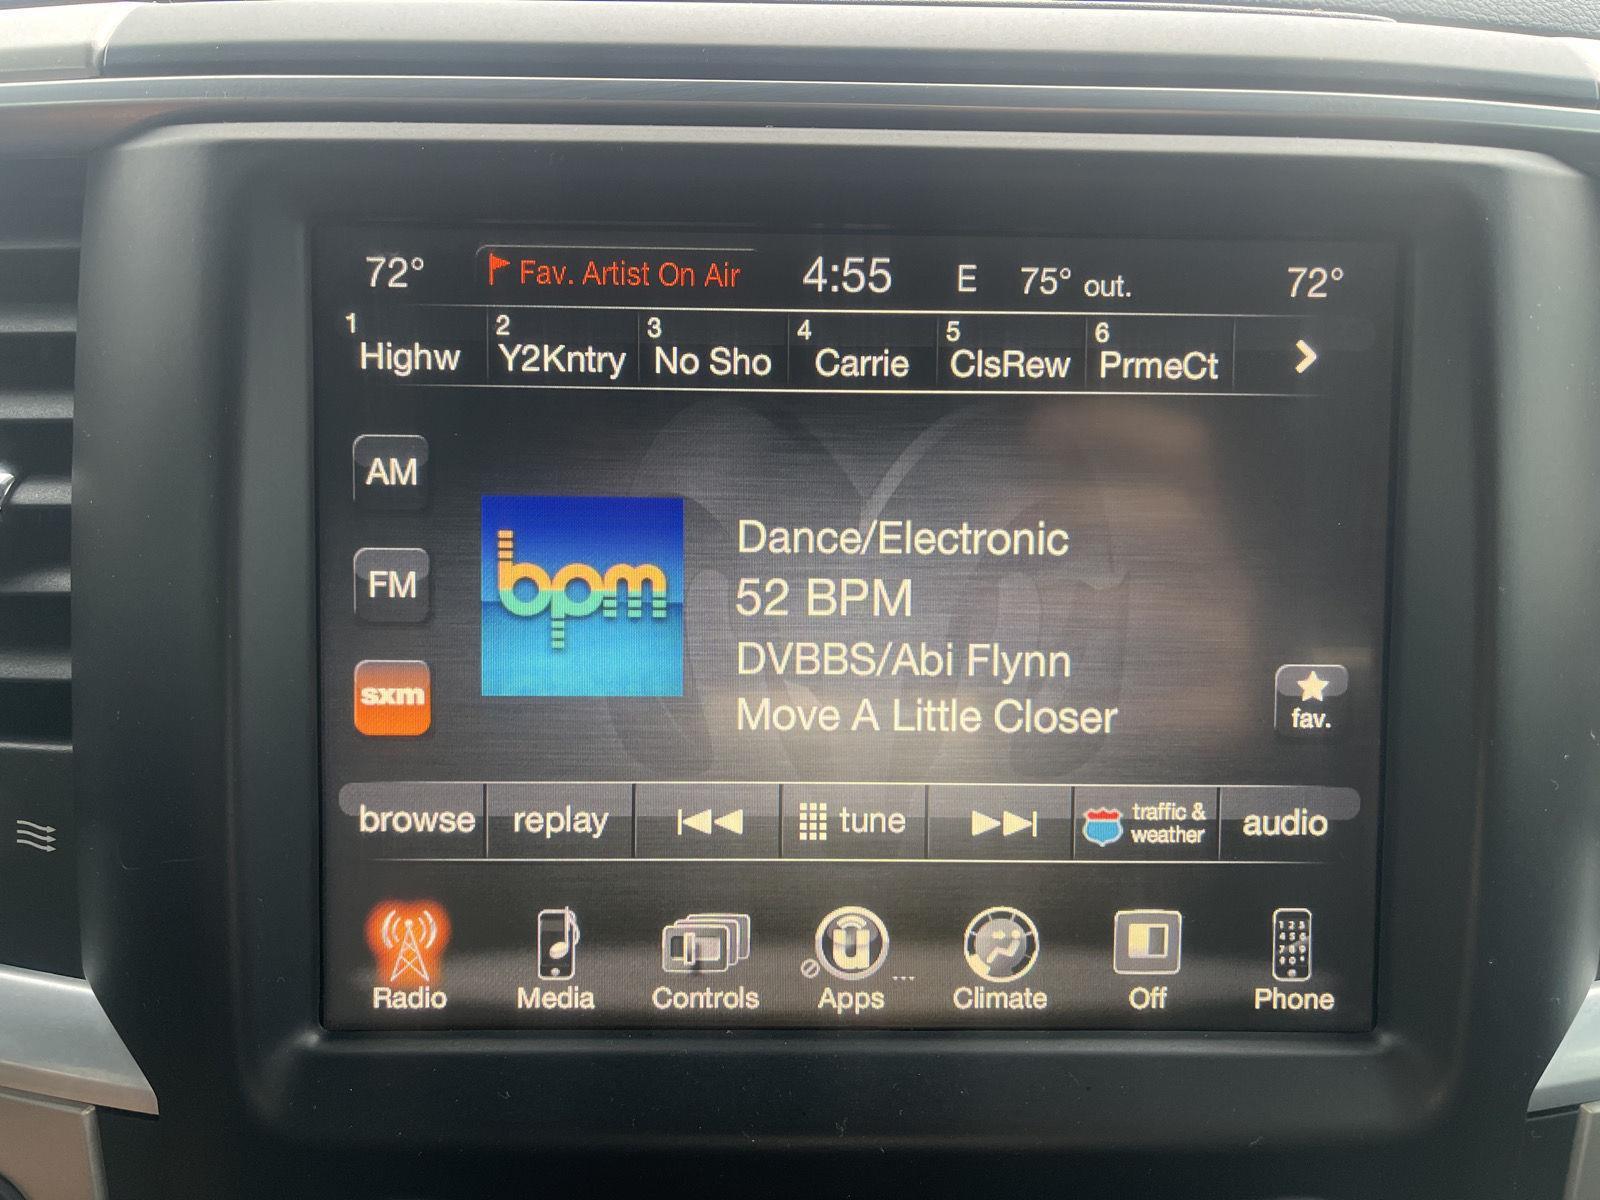 72° Fav. Artist On Air 4:55 E 75° out. 72°
1 2 3 4 5 6
Highw Y2Kntry No Sho Carrie ClsRew PrmeCt
AM
FM
sxm
bpm
Dance/Electronic
52 BPM
DVBBS/Abi Flynn
Move A Little Closer
fav.
browse replay tune traffic & weather audio
Radio Media Controls Apps Climate Off Phone